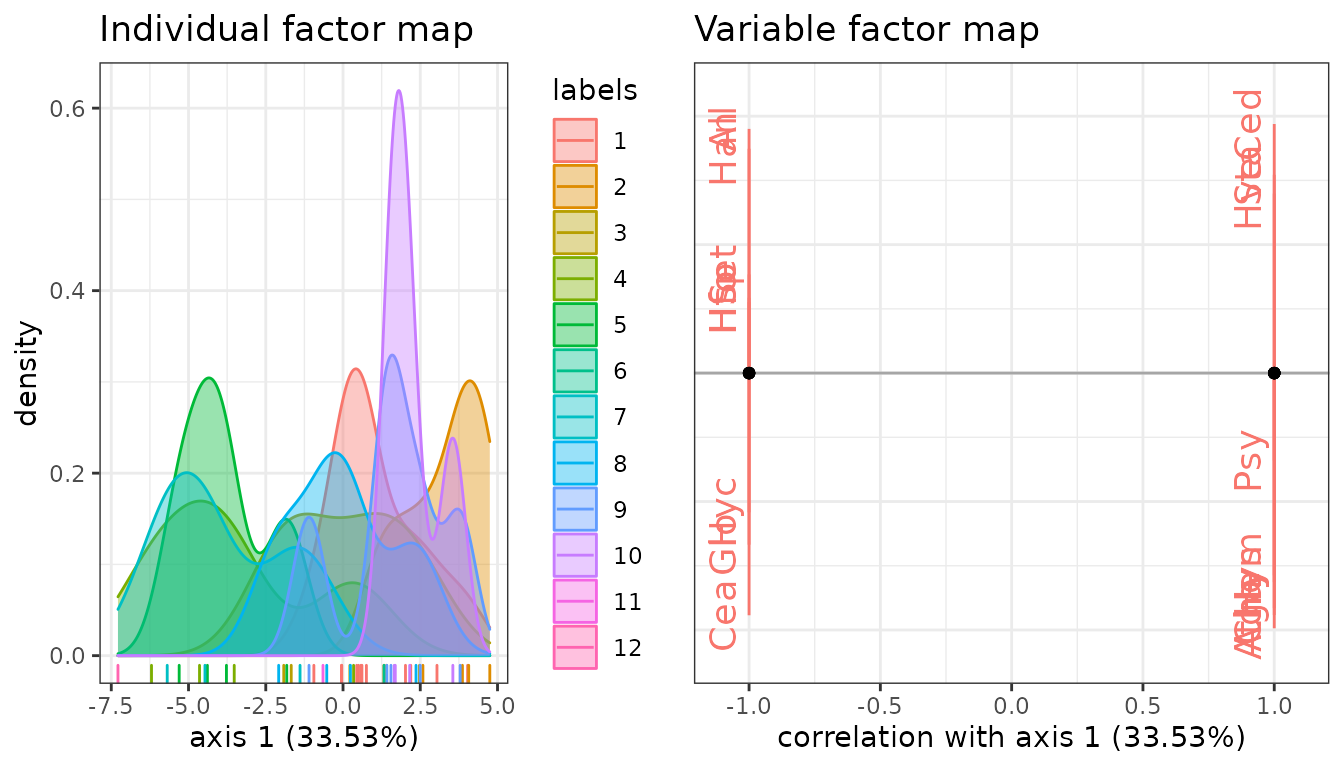 Individual factor map
density
0.6
0.4
0.2
0.0
-7.5 -5.0 -2.5 0.0 2.5 5.0
axis 1 (33.53%)
labels
1
2
3
4
5
6
7
8
9
10
11
12
Variable factor map
Ced
Psy
Cea
-1.0 -0.5 0.0 0.5 1.0
correlation with axis 1 (33.53%)